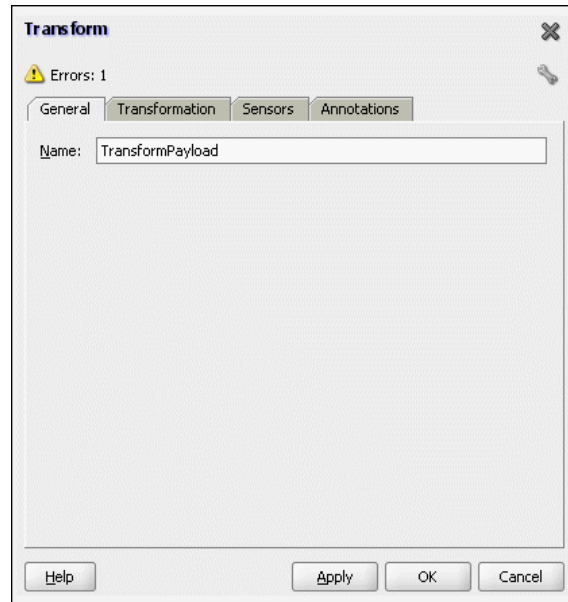 Transform
Errors: 1
General Transformation Sensors Annotations
Name: TransformPayload
Help Apply OK Cancel